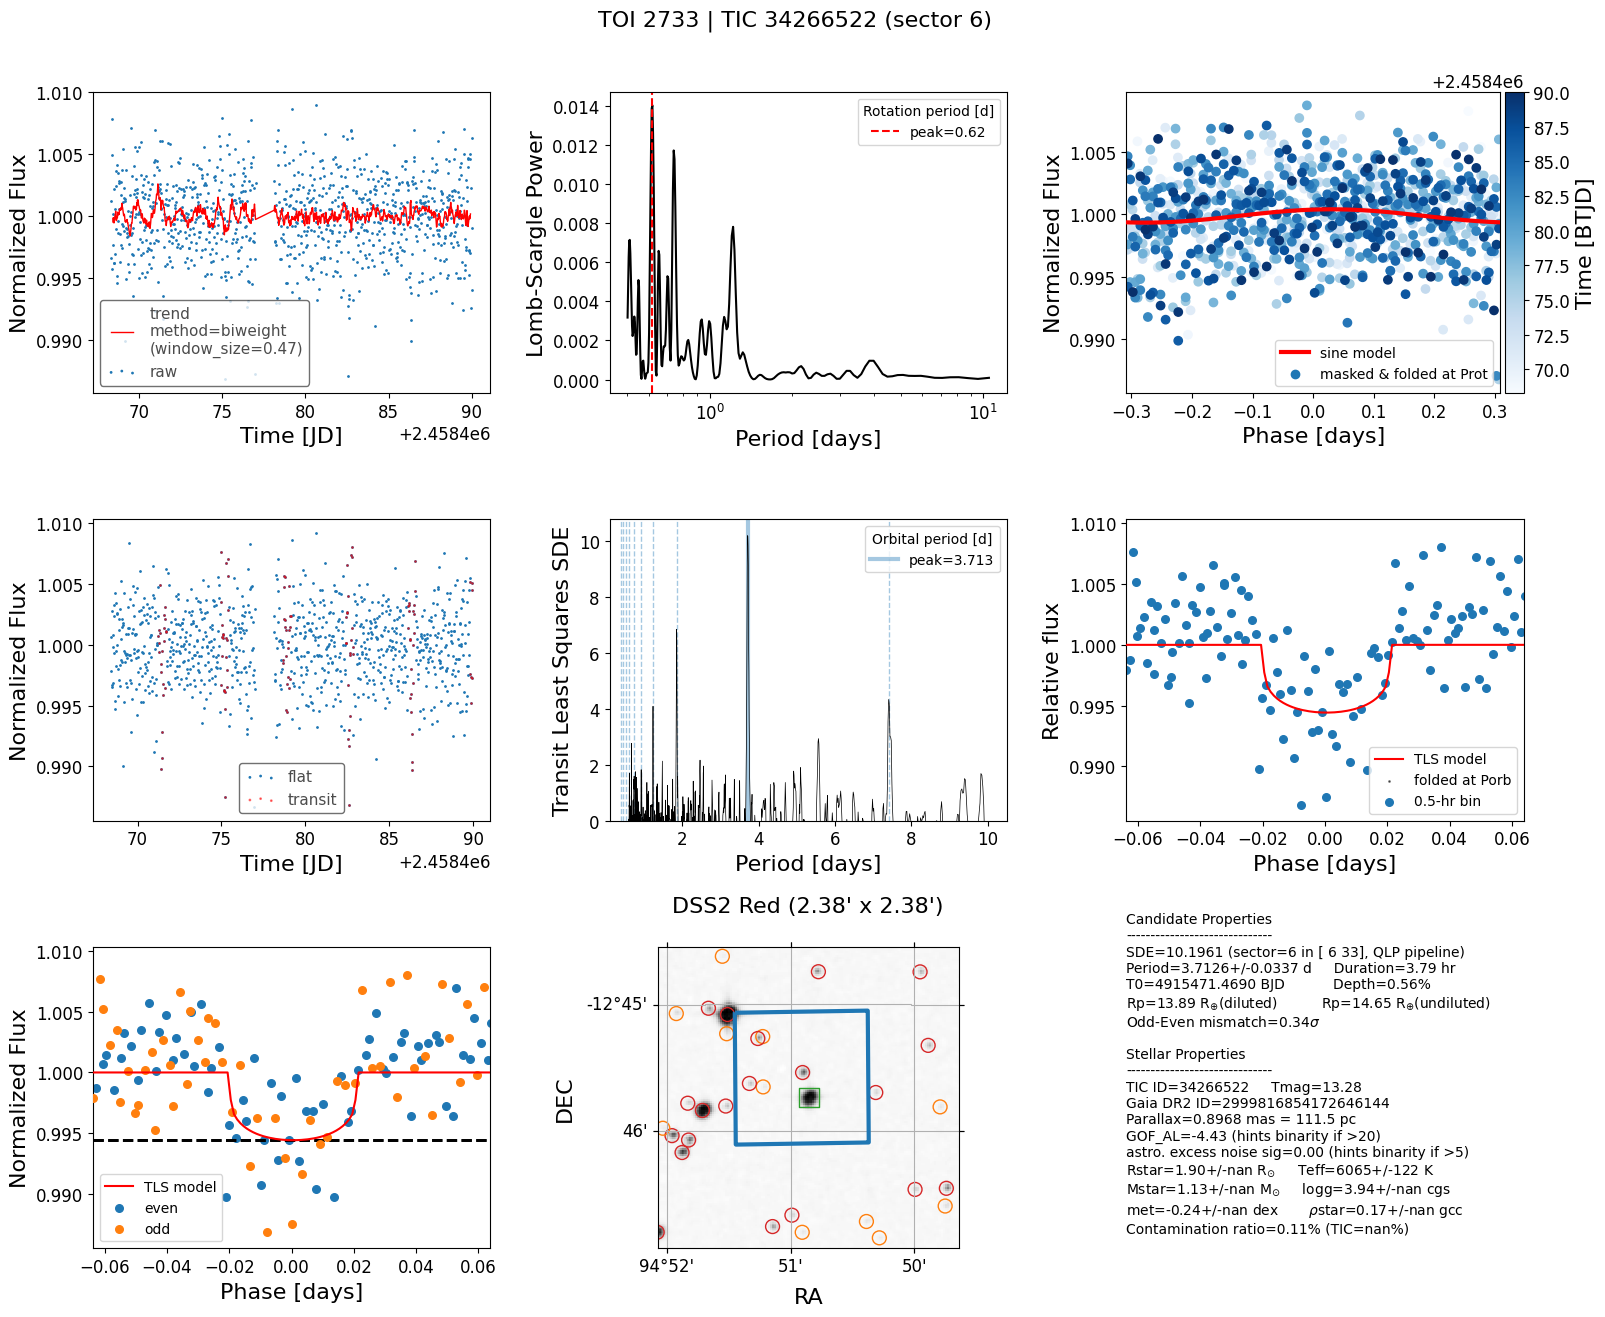 TOI 2733 | TIC 34266522 (sector 6)
1.010
1.005
1.000
0.995
0.990
Normalized Flux
trend
method=biweight
(window_size=0.47)
raw
70
75
80
85
90
Time [JD]
+2.4584e6
0.014
0.012
0.010
0.008
0.006
0.004
0.002
0.000
Lomb-Scargle Power
Rotation period [d]
peak=0.62
10⁰
10¹
Period [days]
+2.4584e6
1.005
1.000
0.995
0.990
Normalized Flux
sine model
masked & folded at Prot
−0.3
−0.2
−0.1
0.0
0.1
0.2
0.3
Phase [days]
90.0
87.5
85.0
82.5
80.0
77.5
75.0
72.5
70.0
Time [BTJD]
1.010
1.005
1.000
0.995
0.990
Normalized Flux
flat
transit
70
75
80
85
90
Time [JD]
+2.4584e6
10
8
6
4
2
0
Transit Least Squares SDE
Orbital period [d]
peak=3.713
2
4
6
8
10
Period [days]
1.010
1.005
1.000
0.995
0.990
Relative flux
TLS model
folded at Porb
0.5-hr bin
−0.06
−0.04
−0.02
0.00
0.02
0.04
0.06
Phase [days]
1.010
1.005
1.000
0.995
0.990
Normalized Flux
TLS model
even
odd
−0.06
−0.04
−0.02
0.00
0.02
0.04
0.06
Phase [days]
DSS2 Red (2.38' x 2.38')
-12°45'
46'
DEC
94°52'
51'
50'
RA
Candidate Properties
------------------------------
SDE=10.1961 (sector=6 in [ 6 33], QLP pipeline)
Period=3.7126+/-0.0337 d Duration=3.79 hr
T0=4915471.4690 BJD Depth=0.56%
Rp=13.89 R⊕(diluted) Rp=14.65 R⊕(undiluted)
Odd-Even mismatch=0.34σ
Stellar Properties
------------------------------
TIC ID=34266522 Tmag=13.28
Gaia DR2 ID=2999816854172646144
Parallax=0.8968 mas = 111.5 pc
GOF_AL=-4.43 (hints binarity if >20)
astro. excess noise sig=0.00 (hints binarity if >5)
Rstar=1.90+/-nan R☉ Teff=6065+/-122 K
Mstar=1.13+/-nan M☉ logg=3.94+/-nan cgs
met=-0.24+/-nan dex ρstar=0.17+/-nan gcc
Contamination ratio=0.11% (TIC=nan%)